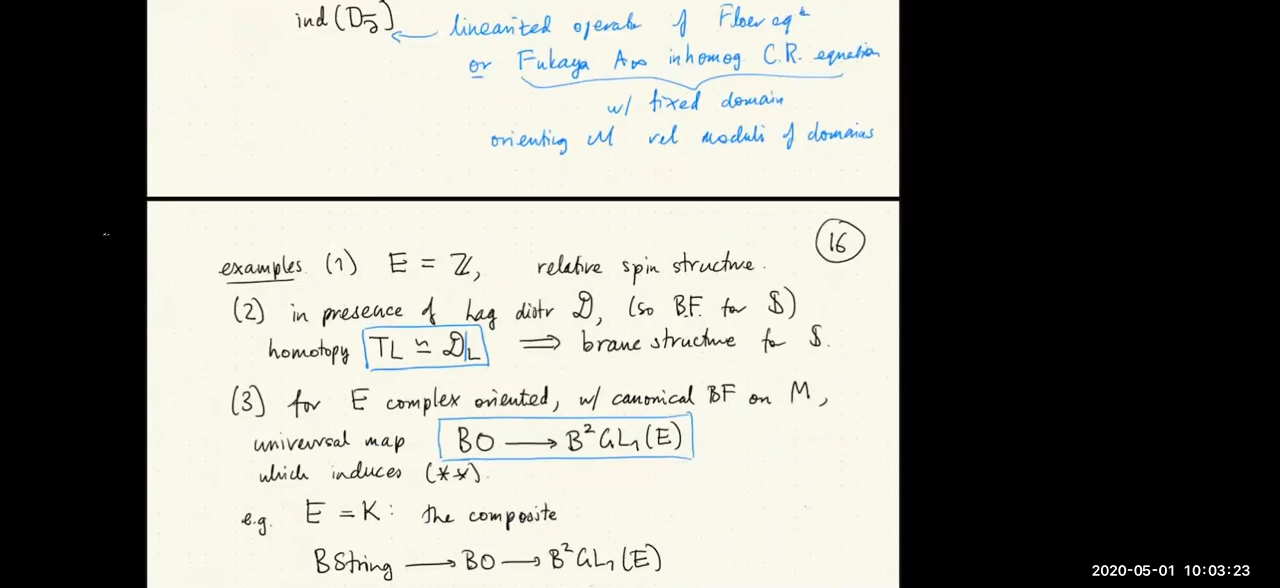 ind (D_σ̄)
linearized operator of Floer eqⁿ
or Fukaya A∞ inhomog. C.R. equation
w/ fixed domain
orienting M rel moduli of domains
16
examples (1) E = ℤ, relative spin structure.
(2) in presence of Lag distr 𝒟, (so B.F. for 𝕊)
homotopy TL ≃ 𝒟|L ⟹ brane structure for 𝕊.
(3) for E complex oriented, w/ canonical BF on M,
universal map BO ⟶ B²GL₁(E)
which induces (**).
e.g. E = K: the composite
BString ⟶ BO ⟶ B²GL₁(E)
2020-05-01 10:03:23